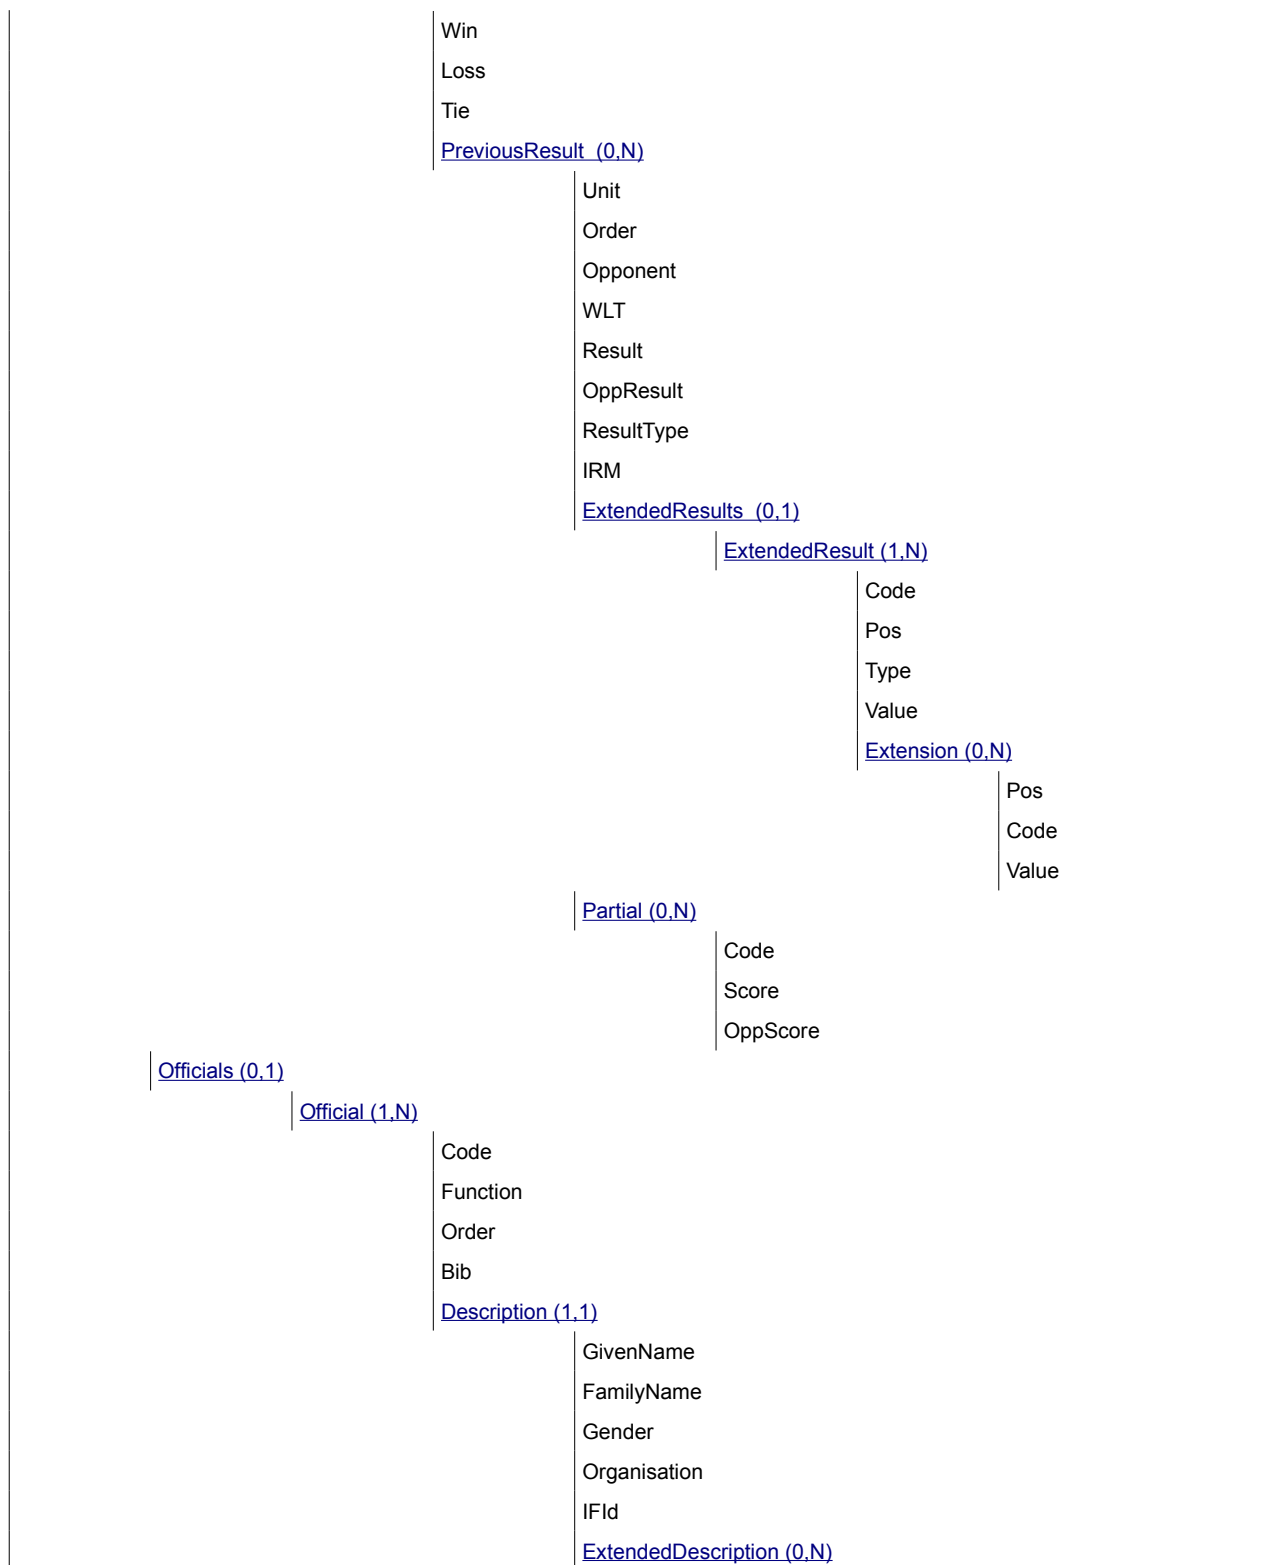 Win
Loss
Tie
PreviousResult (0,N)
Unit
Order
Opponent
WLT
Result
OppResult
ResultType
IRM
ExtendedResults (0,1)
ExtendedResult (1,N)
Code
Pos
Type
Value
Extension (0,N)
Pos
Code
Value
Partial (0,N)
Code
Score
OppScore
Officials (0,1)
Official (1,N)
Code
Function
Order
Bib
Description (1,1)
GivenName
FamilyName
Gender
Organisation
IFId
ExtendedDescription (0,N)